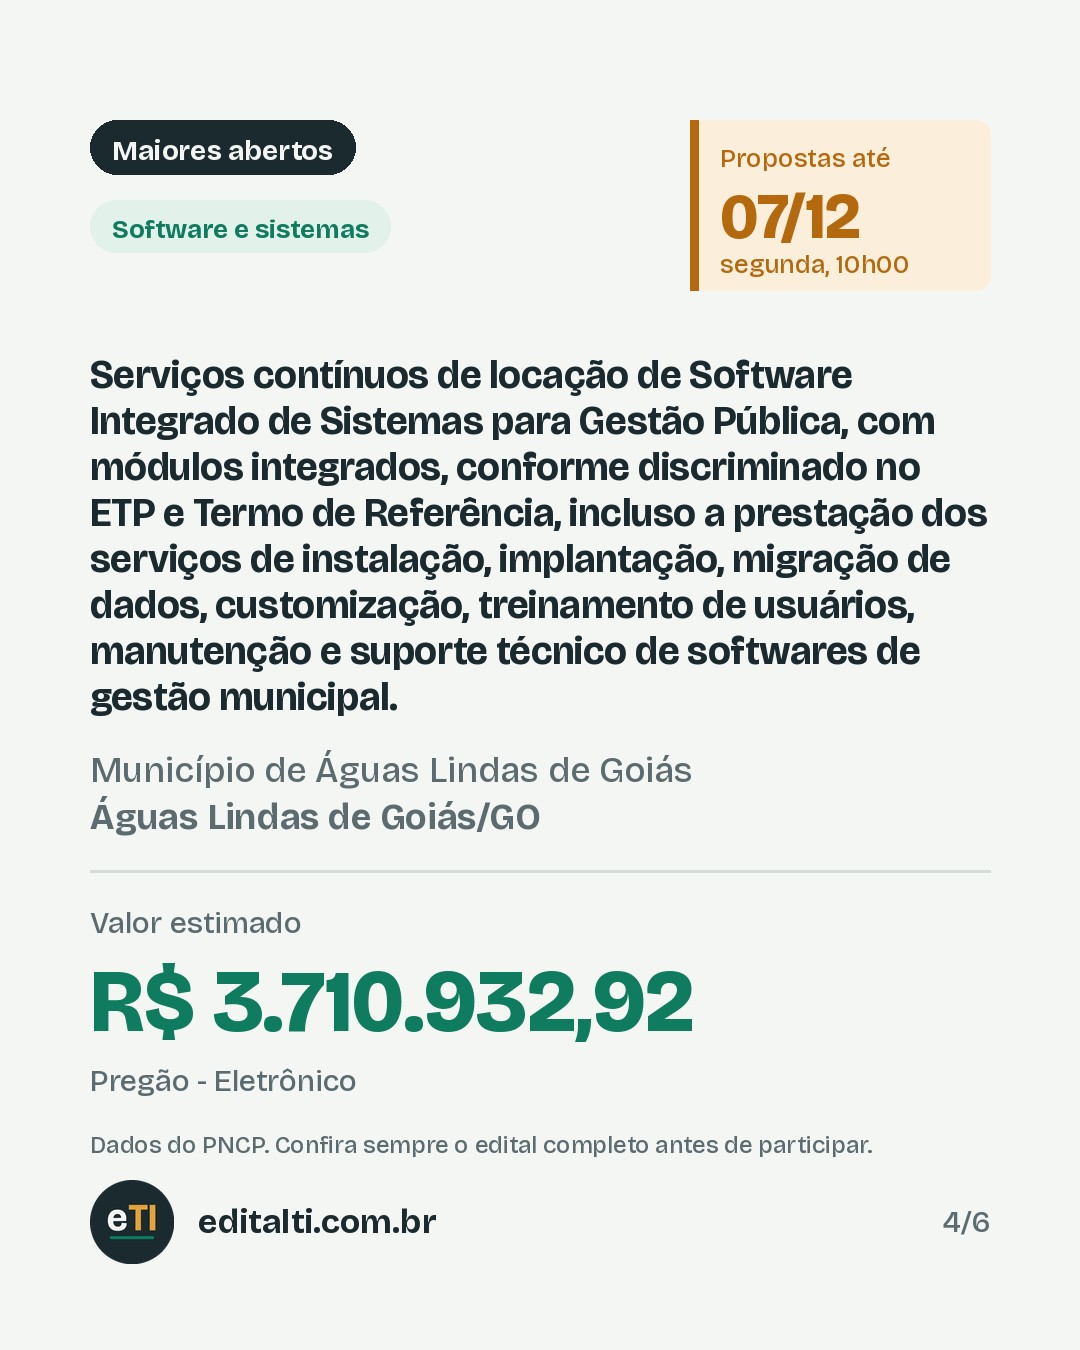 Maiores abertos
Software e sistemas
Propostas até
07/12
segunda, 10h00
Serviços contínuos de locação de Software
Integrado de Sistemas para Gestão Pública, com
módulos integrados, conforme discriminado no
ETP e Termo de Referência, incluso a prestação dos
serviços de instalação, implantação, migração de
dados, customização, treinamento de usuários,
manutenção e suporte técnico de softwares de
gestão municipal.
Município de Águas Lindas de Goiás
Águas Lindas de Goiás/GO
Valor estimado
R$ 3.710.932,92
Pregão - Eletrônico
Dados do PNCP. Confira sempre o edital completo antes de participar.
eTI
editalti.com.br
4/6